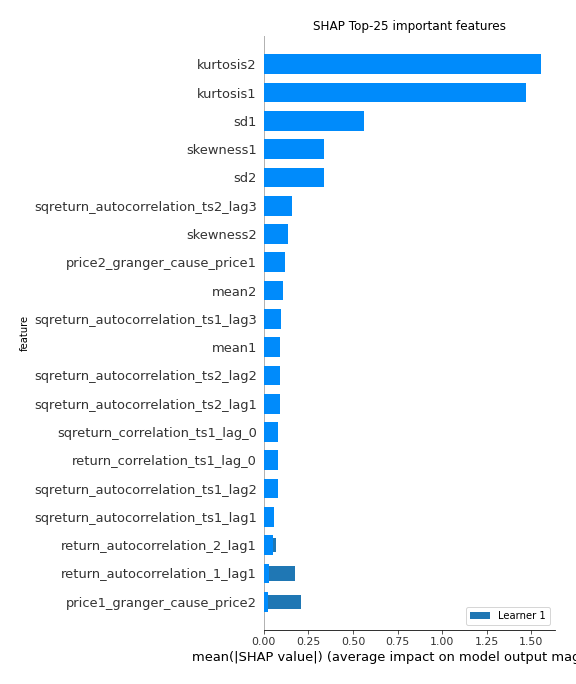 SHAP Top-25 important features
kurtosis2
kurtosis1
sd1
skewness1
sd2
sqreturn_autocorrelation_ts2_lag3
skewness2
price2_granger_cause_price1
mean2
sqreturn_autocorrelation_ts1_lag3
mean1
sqreturn_autocorrelation_ts2_lag2
sqreturn_autocorrelation_ts2_lag1
sqreturn_correlation_ts1_lag_0
return_correlation_ts1_lag_0
sqreturn_autocorrelation_ts1_lag2
sqreturn_autocorrelation_ts1_lag1
return_autocorrelation_2_lag1
return_autocorrelation_1_lag1
price1_granger_cause_price2
feature
Learner 1
0.00 0.25 0.50 0.75 1.00 1.25 1.50
mean(|SHAP value|) (average impact on model output mag